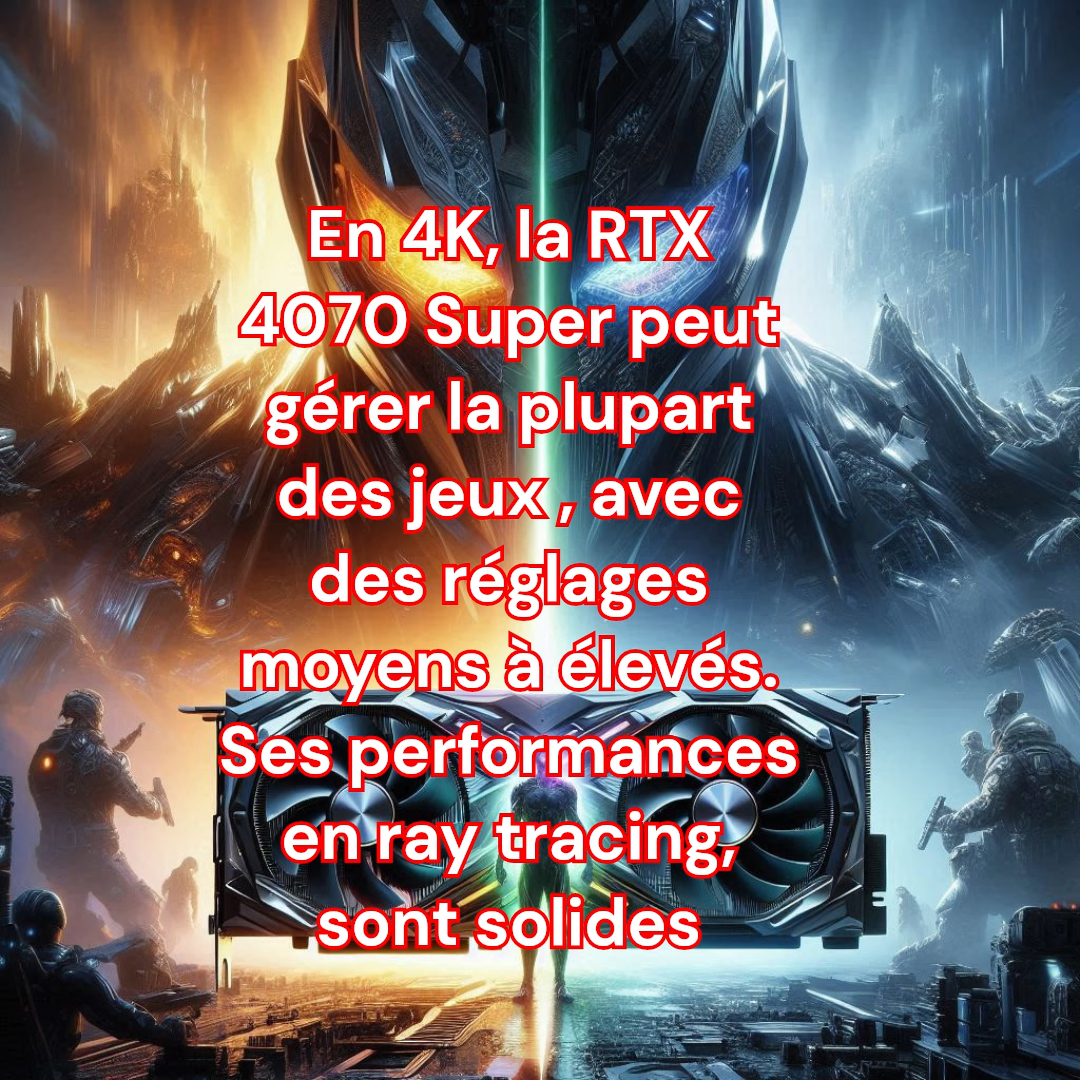 En 4K, la RTX
4070 Super peut
gérer la plupart
des jeux , avec
des réglages
moyens à élevés.
Ses performances
en ray tracing,
sont solides